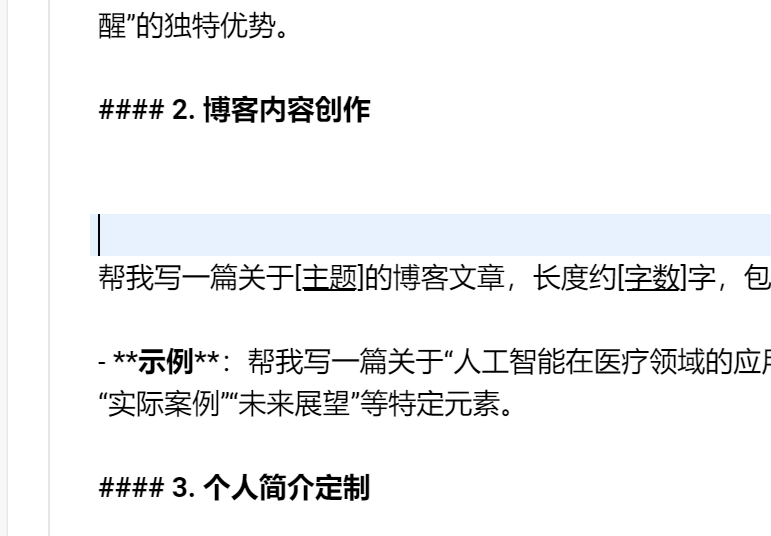 醒”的独特优势。
#### 2. 博客内容创作
帮我写一篇关于[主题]的博客文章，长度约[字数]字，包
- **示例**：帮我写一篇关于“人工智能在医疗领域的应用
“实际案例”“未来展望”等特定元素。
#### 3. 个人简介定制